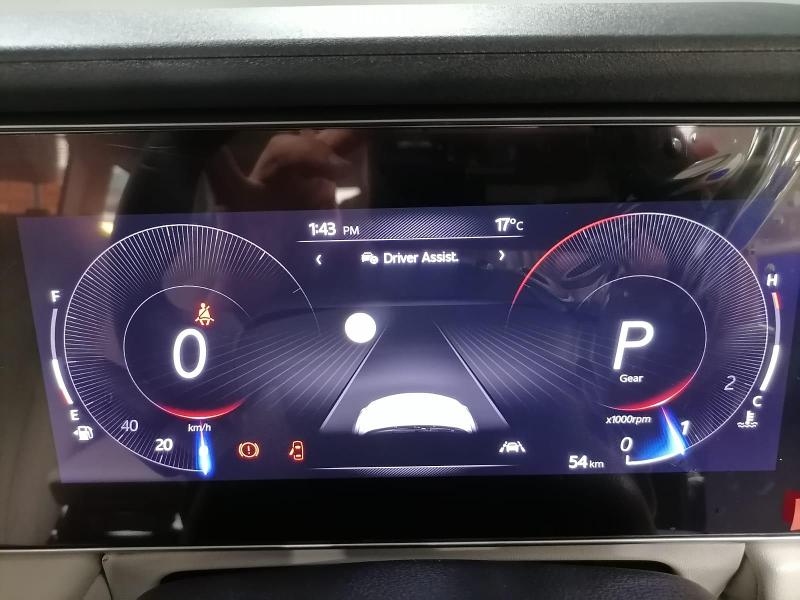 1:43 PM
17°C
‹ Driver Assist. ›
F
E
0
km/h
20
40
P
Gear
x1000rpm
0
1
2
H
C
54 km